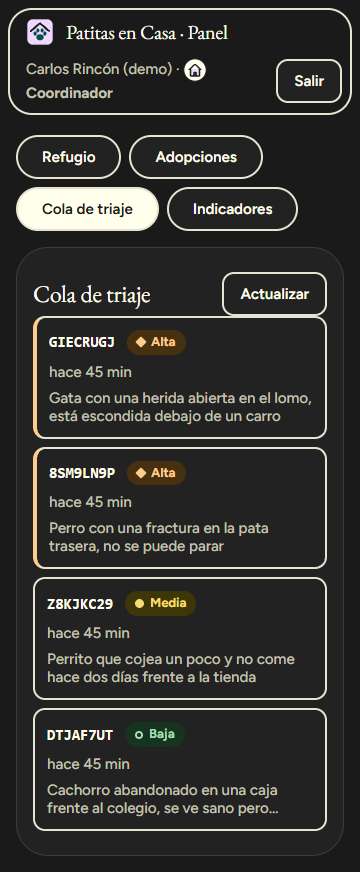 Patitas en Casa · Panel
Carlos Rincón (demo) ·
Coordinador
Salir
Refugio
Adopciones
Cola de triaje
Indicadores
Cola de triaje
Actualizar
GIECRUGJ
Alta
hace 45 min
Gata con una herida abierta en el lomo,
está escondida debajo de un carro
8SM9LN9P
Alta
hace 45 min
Perro con una fractura en la pata
trasera, no se puede parar
Z8KJKC29
Media
hace 45 min
Perrito que cojea un poco y no come
hace dos días frente a la tienda
DTJAF7UT
Baja
hace 45 min
Cachorro abandonado en una caja
frente al colegio, se ve sano pero...